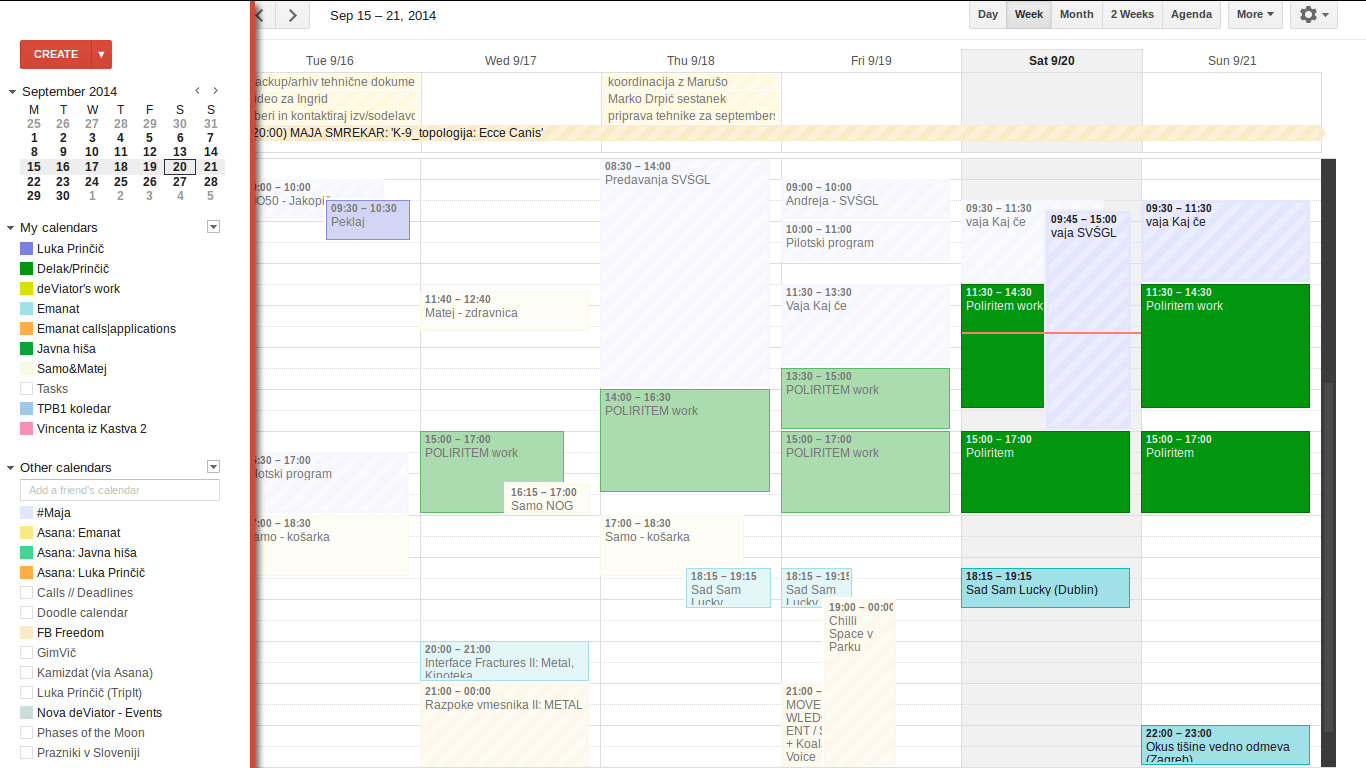 Sep 15 – 21, 2014
Day
Week
Month
2 Weeks
Agenda
More
CREATE
September 2014
M T W T F S S
25 26 27 28 29 30 31
1 2 3 4 5 6 7
8 9 10 11 12 13 14
15 16 17 18 19 20 21
22 23 24 25 26 27 28
29 30 1 2 3 4 5
My calendars
Luka Prinčič
Delak/Prinčič
deViator's work
Emanat
Emanat calls|applications
Javna hiša
Samo&Matej
Tasks
TPB1 koledar
Vincenta iz Kastva 2
Other calendars
Add a friend's calendar
#Maja
Asana: Emanat
Asana: Javna hiša
Asana: Luka Prinčič
Calls // Deadlines
Doodle calendar
FB Freedom
GimVič
Kamizdat (via Asana)
Luka Prinčič (TripIt)
Nova deViator - Events
Phases of the Moon
Prazniki v Sloveniji
Tue 9/16
Wed 9/17
Thu 9/18
Fri 9/19
Sat 9/20
Sun 9/21
ackup/arhiv tehnične dokume
ideo za Ingrid
beri in kontaktiraj izv/sodelavc
koordinacija z Marušo
Marko Drpić sestanek
priprava tehnike za septembers
20:00) MAJA SMREKAR: 'K-9_topologija: Ecce Canis'
:00 – 10:00
O50 - Jakopi
09:30 – 10:30
Peklaj
:30 – 17:00
lotski program
:00 – 18:30
amo - košarka
11:40 – 12:40
Matej - zdravnica
15:00 – 17:00
POLIRITEM work
16:15 – 17:00
Samo NOG
20:00 – 21:00
Interface Fractures II: Metal,
Kinoteka
21:00 – 00:00
Razpoke vmesnika II: METAL
08:30 – 14:00
Predavanja SVŠGL
14:00 – 16:30
POLIRITEM work
17:00 – 18:30
Samo - košarka
18:15 – 19:15
Sad Sam
Lucky
09:00 – 10:00
Andreja - SVŠGL
10:00 – 11:00
Pilotski program
11:30 – 13:30
Vaja Kaj če
13:30 – 15:00
POLIRITEM work
15:00 – 17:00
POLIRITEM work
18:15 – 19:15
Sad Sam
Lucky
19:00 – 00:00
Chilli
Space v
Parku
21:00 –
MOVE
WLED
ENT / S
+ Koala
Voice
09:30 – 11:30
vaja Kaj če
09:45 – 15:00
vaja SVŠGL
11:30 – 14:30
Poliritem work
15:00 – 17:00
Poliritem
18:15 – 19:15
Sad Sam Lucky (Dublin)
09:30 – 11:30
vaja Kaj če
11:30 – 14:30
Poliritem work
15:00 – 17:00
Poliritem
22:00 – 23:00
Okus tišine vedno odmeva
(Zagreb)